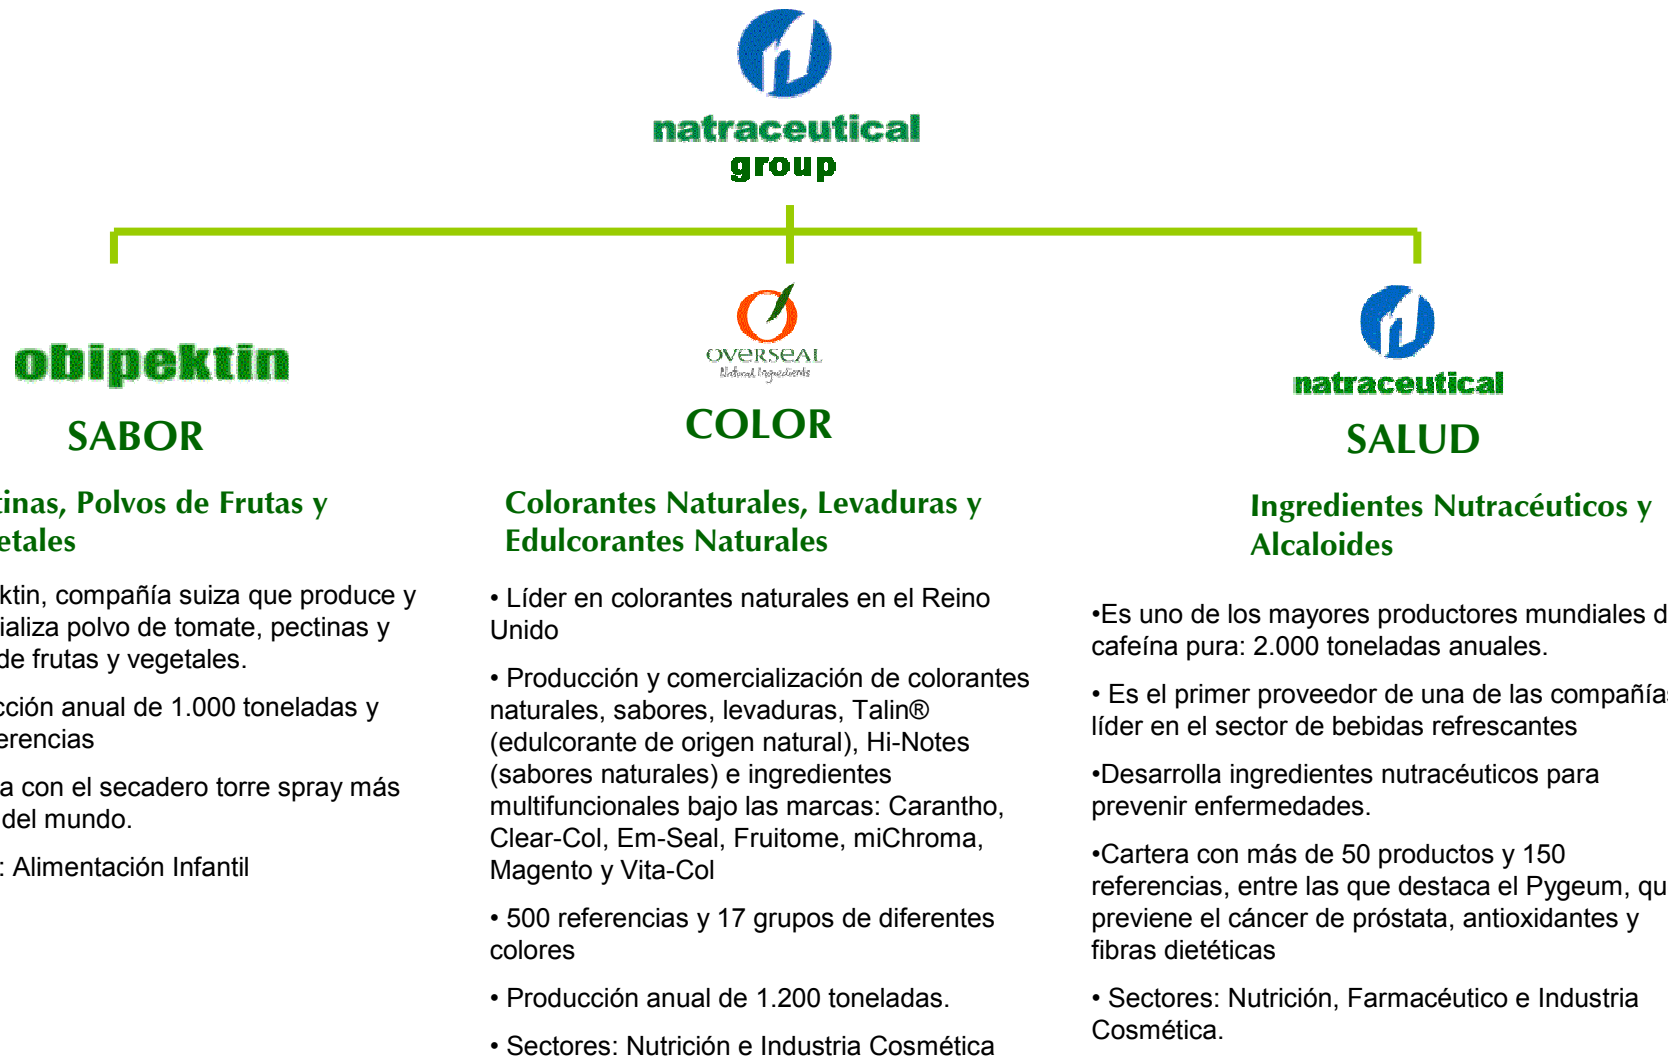 natraceutical
group
obipektin
SABOR
tinas, Polvos de Frutas y
etales
ktin, compañía suiza que produce y
ializa polvo de tomate, pectinas y
de frutas y vegetales.
cción anual de 1.000 toneladas y
erencias
a con el secadero torre spray más
del mundo.
: Alimentación Infantil
OVERSEAL
Natural Ingredients
COLOR
Colorantes Naturales, Levaduras y
Edulcorantes Naturales
• Líder en colorantes naturales en el Reino
Unido
• Producción y comercialización de colorantes
naturales, sabores, levaduras, Talin®
(edulcorante de origen natural), Hi-Notes
(sabores naturales) e ingredientes
multifuncionales bajo las marcas: Carantho,
Clear-Col, Em-Seal, Fruitome, miChroma,
Magento y Vita-Col
• 500 referencias y 17 grupos de diferentes
colores
• Producción anual de 1.200 toneladas.
• Sectores: Nutrición e Industria Cosmética
natraceutical
SALUD
Ingredientes Nutracéuticos y
Alcaloides
•Es uno de los mayores productores mundiales d
cafeína pura: 2.000 toneladas anuales.
• Es el primer proveedor de una de las compañías
líder en el sector de bebidas refrescantes
•Desarrolla ingredientes nutracéuticos para
prevenir enfermedades.
•Cartera con más de 50 productos y 150
referencias, entre las que destaca el Pygeum, qu
previene el cáncer de próstata, antioxidantes y
fibras dietéticas
• Sectores: Nutrición, Farmacéutico e Industria
Cosmética.